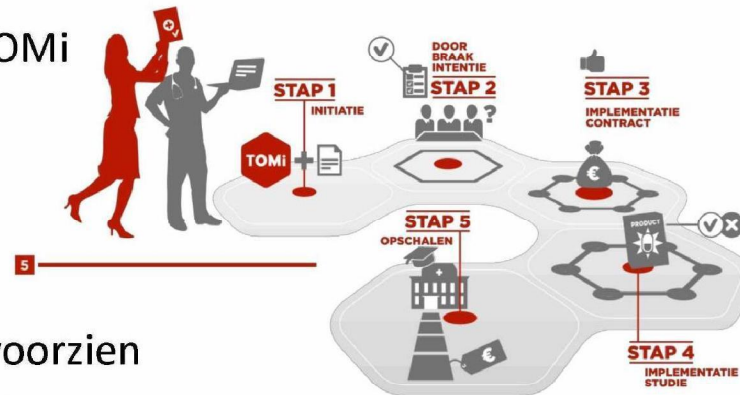 OMi
STAP 1
INITIATIE
TOMi
DOOR
BRAAK
INTENTIE
STAP 2
?
STAP 3
IMPLEMENTATIE
CONTRACT
€
PRODUCT
STAP 4
IMPLEMENTATIE
STUDIE
STAP 5
OPSCHALEN
€
5
voorzien